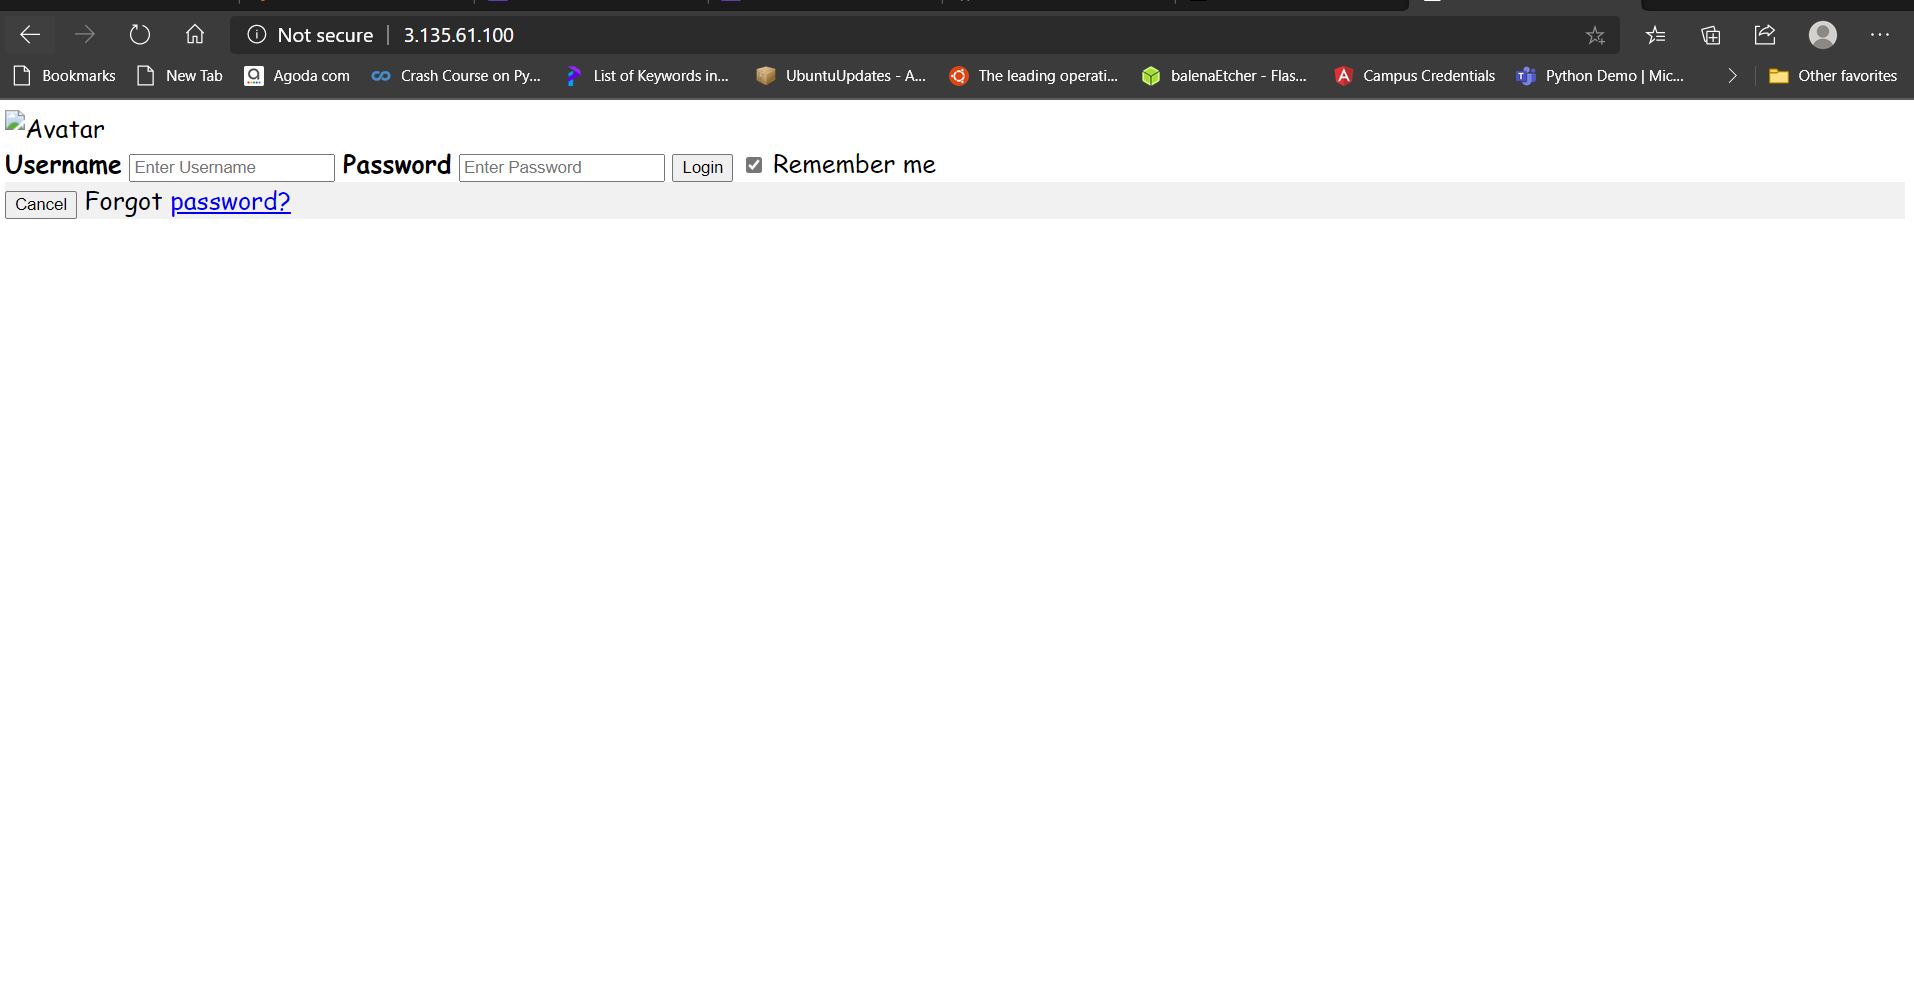 Not secure | 3.135.61.100
Bookmarks New Tab Agoda com Crash Course on Py... List of Keywords in... UbuntuUpdates - A... The leading operati... balenaEtcher - Flas... Campus Credentials Python Demo | Mic... Other favorites
Avatar
Username Enter Username Password Enter Password Login Remember me
Cancel Forgot password?